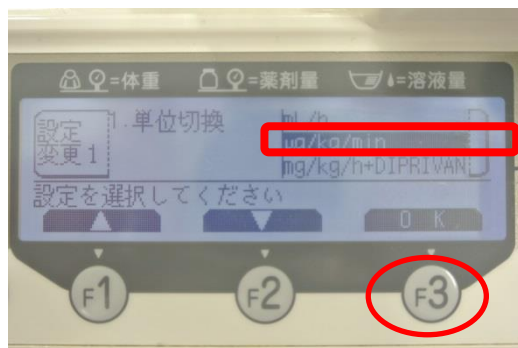 =体重 =薬剤量 =溶液量
設定
変更1
1.単位切換
mL/h
μg/kg/min
mg/kg/h+DIPRIVAN
設定を選択してください
▲ ▼ OK
F1 F2 F3